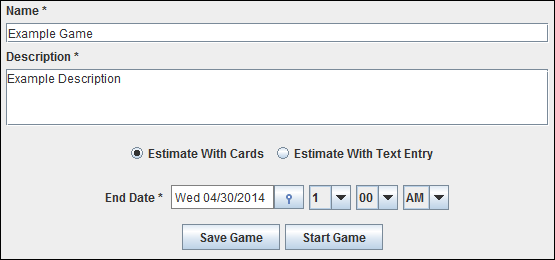 Name *
Example Game
Description *
Example Description
Estimate With Cards Estimate With Text Entry
End Date * Wed 04/30/2014 1 00 AM
Save Game Start Game